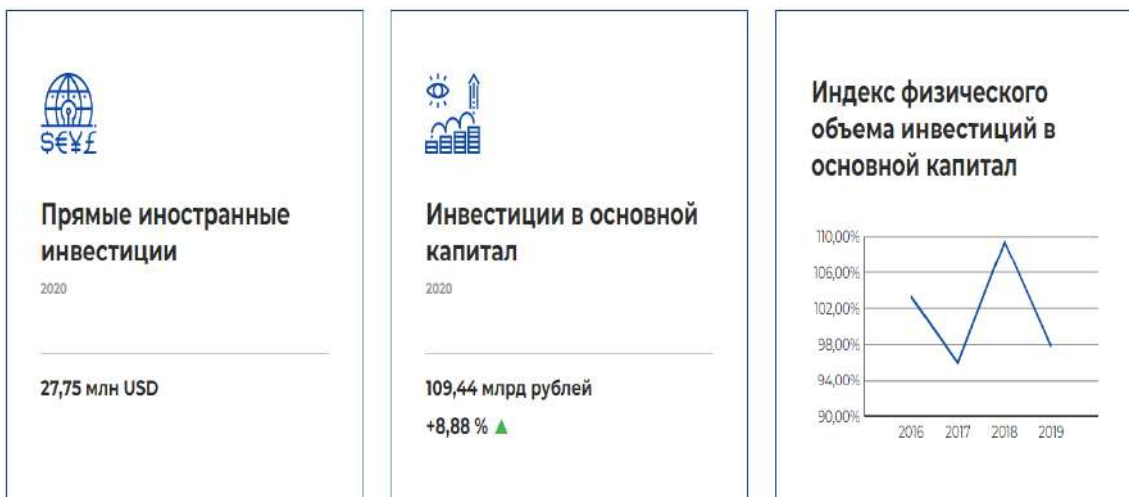 $€¥£
Прямые иностранные
инвестиции
2020
27,75 млн USD
Инвестиции в основной
капитал
2020
109,44 млрд рублей
+8,88 %
Индекс физического
объема инвестиций в
основной капитал
110,00%
106,00%
102,00%
98,00%
94,00%
90,00%
2016 2017 2018 2019